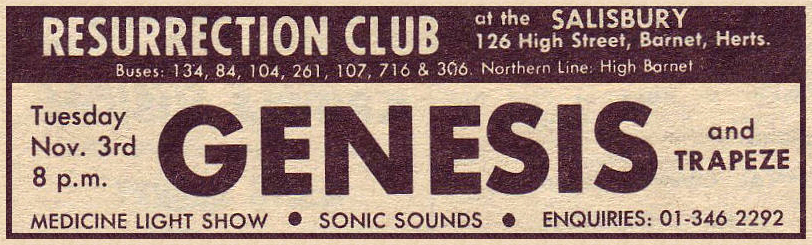 RESURRECTION CLUB at the SALISBURY
126 High Street, Barnet, Herts.
Buses: 134, 84, 104, 261, 107, 716 & 306. Northern Line: High Barnet
Tuesday
Nov. 3rd
8 p.m.
GENESIS
and
TRAPEZE
MEDICINE LIGHT SHOW ● SONIC SOUNDS ● ENQUIRIES: 01-346 2292